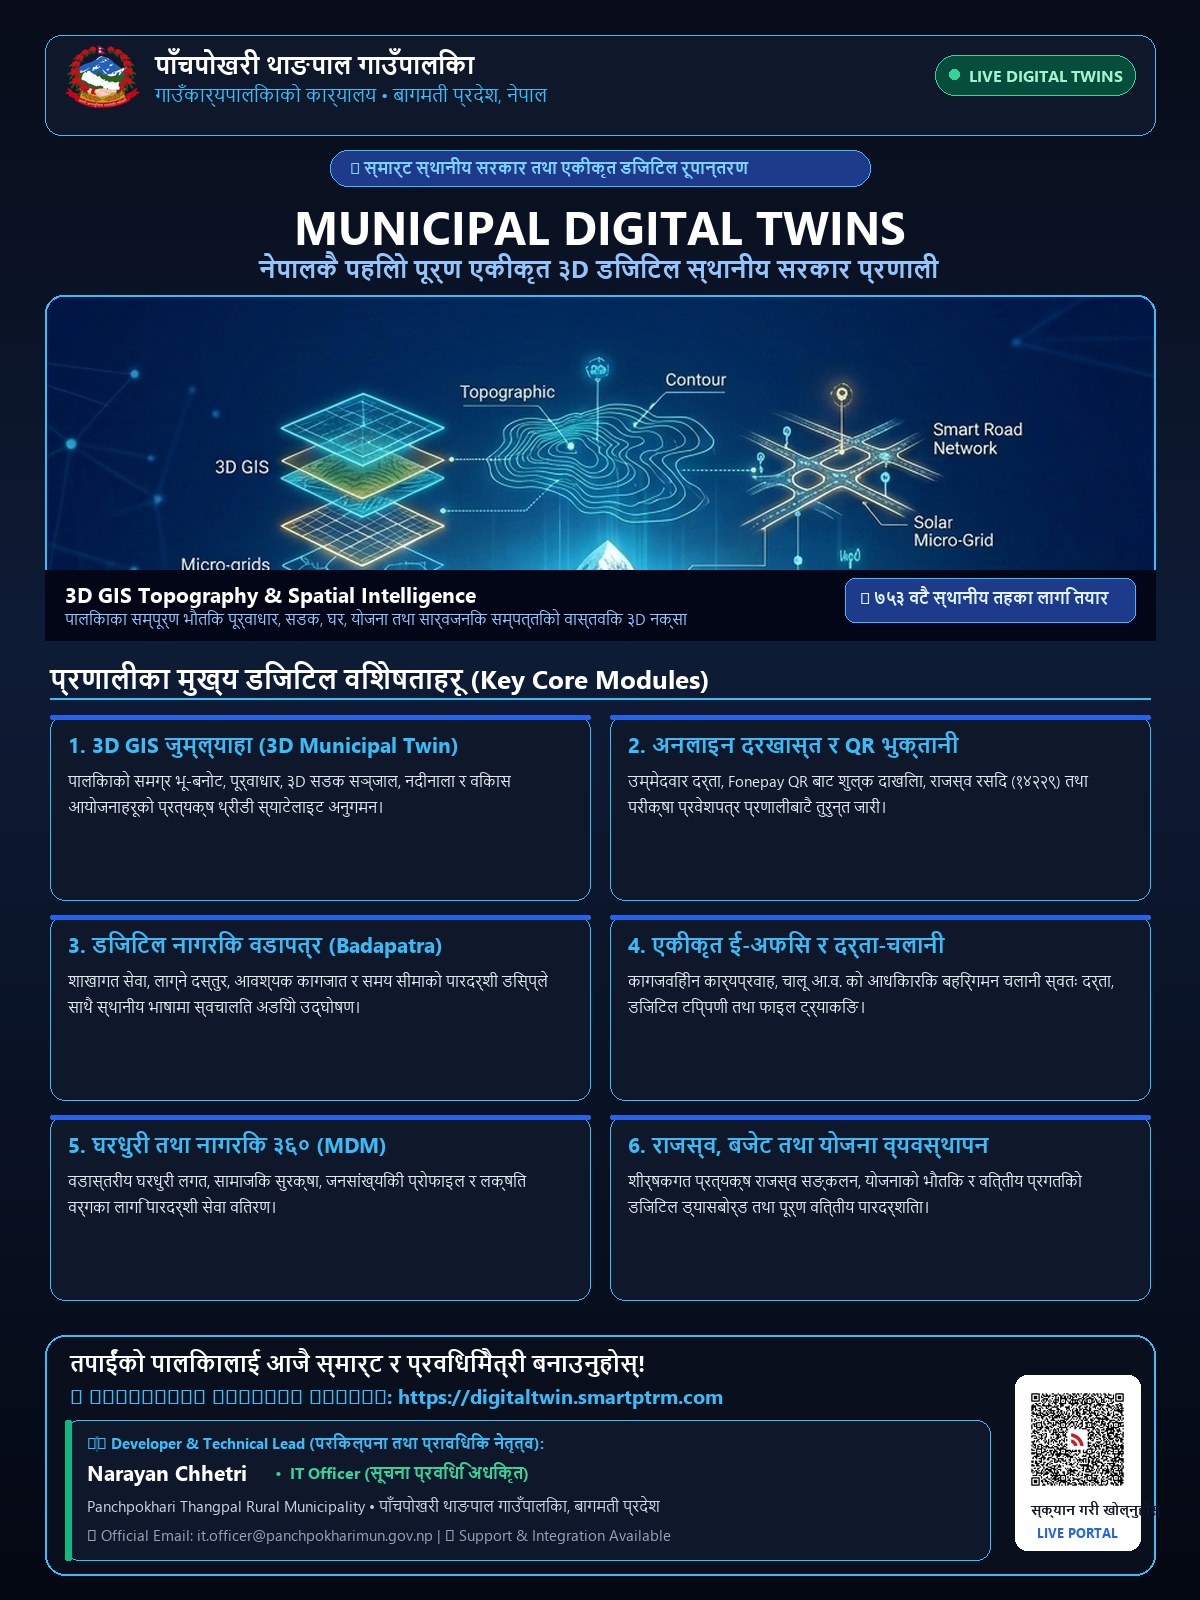 पाँचपोखरी थाङपाल गाउँपालिका
गाउँकार्यपालिकाको कार्यालय • बागमती प्रदेश, नेपाल
LIVE DIGITAL TWINS
स्मार्ट स्थानीय सरकार तथा एकीकृत डिजिटल रूपान्तरण
MUNICIPAL DIGITAL TWINS
नेपालकै पहिलो पूर्ण एकीकृत ३D डिजिटल स्थानीय सरकार प्रणाली
Topographic
Contour
3D GIS
Smart Road
Network
Solar
Micro-Grid
Micro-grids
3D GIS Topography & Spatial Intelligence
पालिकाका सम्पूर्ण भौतिक पूर्वाधार, सडक, घर, योजना तथा सार्वजनिक सम्पत्तिको वास्तविक ३D नक्सा
७५३ वटै स्थानीय तहका लागि तयार
प्रणालीका मुख्य डिजिटल विशेषताहरू (Key Core Modules)
1. 3D GIS जुम्ल्याहा (3D Municipal Twin)
पालिकाको समग्र भू-बनोट, पूर्वाधार, ३D सडक सञ्जाल, नदीनाला र विकास
आयोजनाहरूको प्रत्यक्ष थ्रीडी स्याटेलाइट अनुगमन।
2. अनलाइन दरखास्त र QR भुक्तानी
उम्मेदवार दर्ता, Fonepay QR बाट शुल्क दाखिला, राजस्व रसिद (१४२२९) तथा
परीक्षा प्रवेशपत्र प्रणालीबाटै तुरुन्त जारी।
3. डिजिटल नागरिक वडापत्र (Badapatra)
शाखागत सेवा, लाग्ने दस्तुर, आवश्यक कागजात र समय सीमाको पारदर्शी डिस्प्ले
साथै स्थानीय भाषामा स्वचालित अडियो उद्घोषण।
4. एकीकृत ई-अफिस र दर्ता-चलानी
कागजविहीन कार्यप्रवाह, चालू आ.व. को आधिकारिक बहिर्गमन चलानी स्वतः दर्ता,
डिजिटल टिप्पणी तथा फाइल ट्र्याकिङ।
5. घरधुरी तथा नागरिक ३६० (MDM)
वडास्तरीय घरधुरी लगत, सामाजिक सुरक्षा, जनसांख्यिकी प्रोफाइल र लक्षित
वर्गका लागि पारदर्शी सेवा वितरण।
6. राजस्व, बजेट तथा योजना व्यवस्थापन
शीर्षकगत प्रत्यक्ष राजस्व सङ्कलन, योजनाको भौतिक र वित्तीय प्रगतिको
डिजिटल ड्यासबोर्ड तथा पूर्ण वित्तीय पारदर्शिता।
तपाईंको पालिकालाई आजै स्मार्ट र प्रविधिमैत्री बनाउनुहोस्!
https://digitaltwin.smartptrm.com
Developer & Technical Lead (परिकल्पना तथा प्राविधिक नेतृत्व):
Narayan Chhetri • IT Officer (सूचना प्रविधि अधिकृत)
Panchpokhari Thangpal Rural Municipality • पाँचपोखरी थाङपाल गाउँपालिका, बागमती प्रदेश
Official Email: it.officer@panchpokharimun.gov.np | Support & Integration Available
स्क्यान गरी
LIVE PORTAL